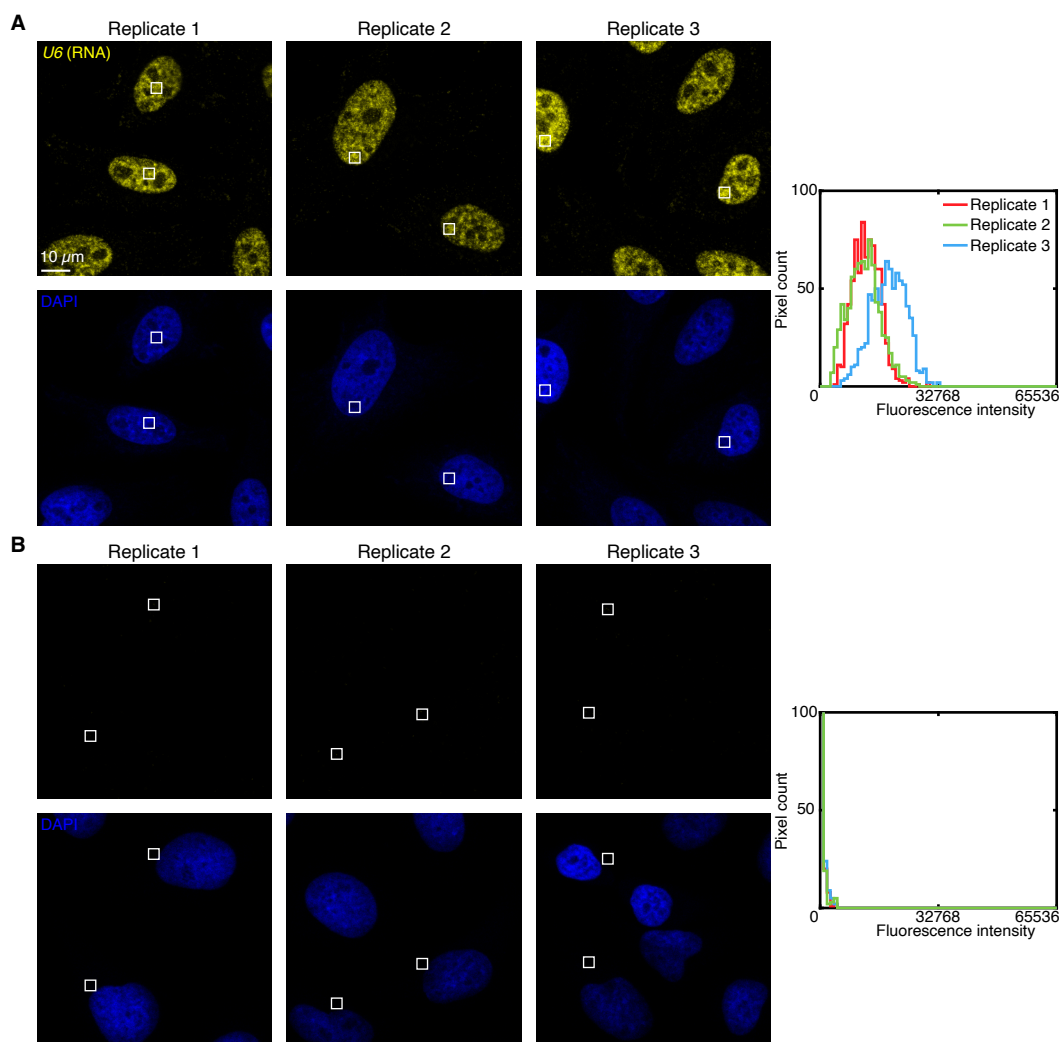 A
Replicate 1
Replicate 2
Replicate 3
U6 (RNA)
10 µm
DAPI
100
50
0
32768
65536
Pixel count
Fluorescence intensity
Replicate 1
Replicate 2
Replicate 3
B
Replicate 1
Replicate 2
Replicate 3
DAPI
100
50
0
32768
65536
Pixel count
Fluorescence intensity